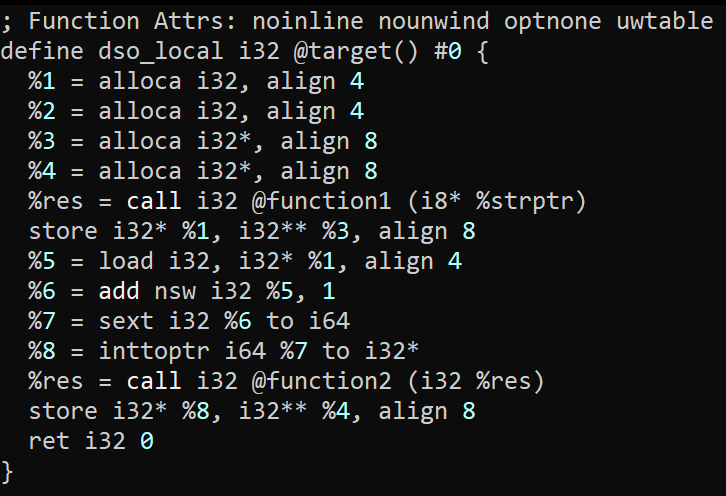 ; Function Attrs: noinline nounwind optnone uwtable
define dso_local i32 @target() #0 {
  %1 = alloca i32, align 4
  %2 = alloca i32, align 4
  %3 = alloca i32*, align 8
  %4 = alloca i32*, align 8
  %res = call i32 @function1 (i8* %strptr)
  store i32* %1, i32** %3, align 8
  %5 = load i32, i32* %1, align 4
  %6 = add nsw i32 %5, 1
  %7 = sext i32 %6 to i64
  %8 = inttoptr i64 %7 to i32*
  %res = call i32 @function2 (i32 %res)
  store i32* %8, i32** %4, align 8
  ret i32 0
}